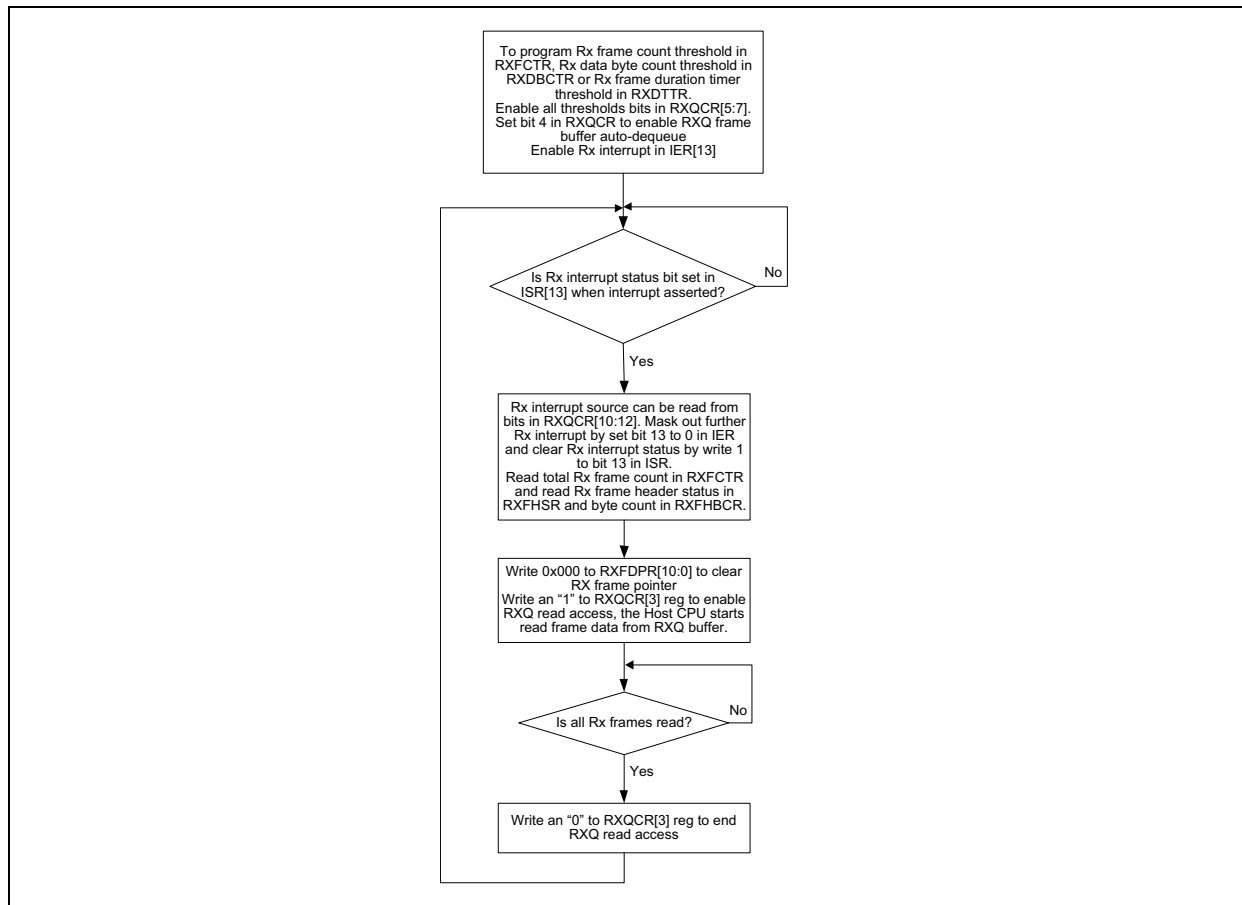 To program Rx frame count threshold in
RXFCTR, Rx data byte count threshold in
RXDBCTR or Rx frame duration timer
threshold in RXDTTR.
Enable all thresholds bits in RXQCR[5:7].
Set bit 4 in RXQCR to enable RXQ frame
buffer auto-dequeue
Enable Rx interrupt in IER[13]
Is Rx interrupt status bit set in
ISR[13] when interrupt asserted?
No
Yes
Rx interrupt source can be read from
bits in RXQCR[10:12]. Mask out further
Rx interrupt by set bit 13 to 0 in IER
and clear Rx interrupt status by write 1
to bit 13 in ISR.
Read total Rx frame count in RXFCTR
and read Rx frame header status in
RXFHSR and byte count in RXFHBCR.
Write 0x000 to RXFDPR[10:0] to clear
RX frame pointer
Write an “1” to RXQCR[3] reg to enable
RXQ read access, the Host CPU starts
read frame data from RXQ buffer.
Is all Rx frames read?
No
Yes
Write an “0” to RXQCR[3] reg to end
RXQ read access